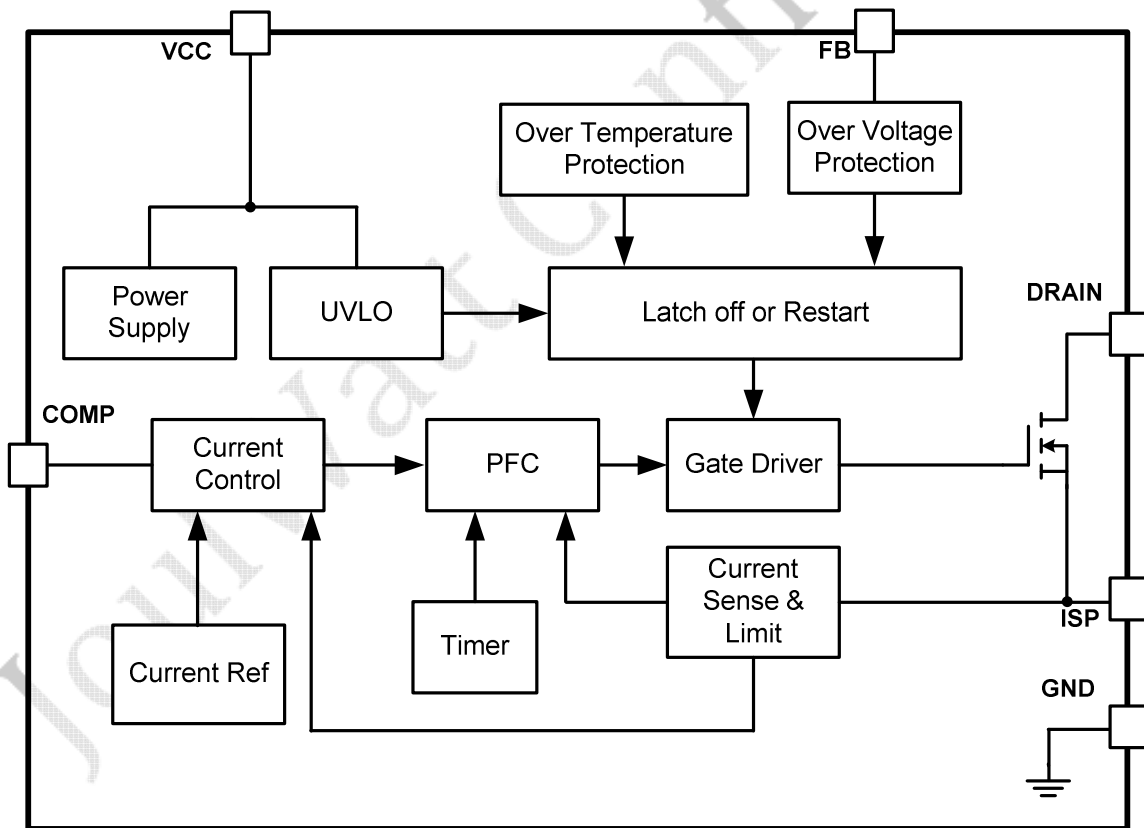 VCC
FB
Over Temperature
Protection
Over Voltage
Protection
Power
Supply
UVLO
Latch off or Restart
DRAIN
COMP
Current
Control
PFC
Gate Driver
Current
Sense &
Limit
ISP
Timer
Current Ref
GND